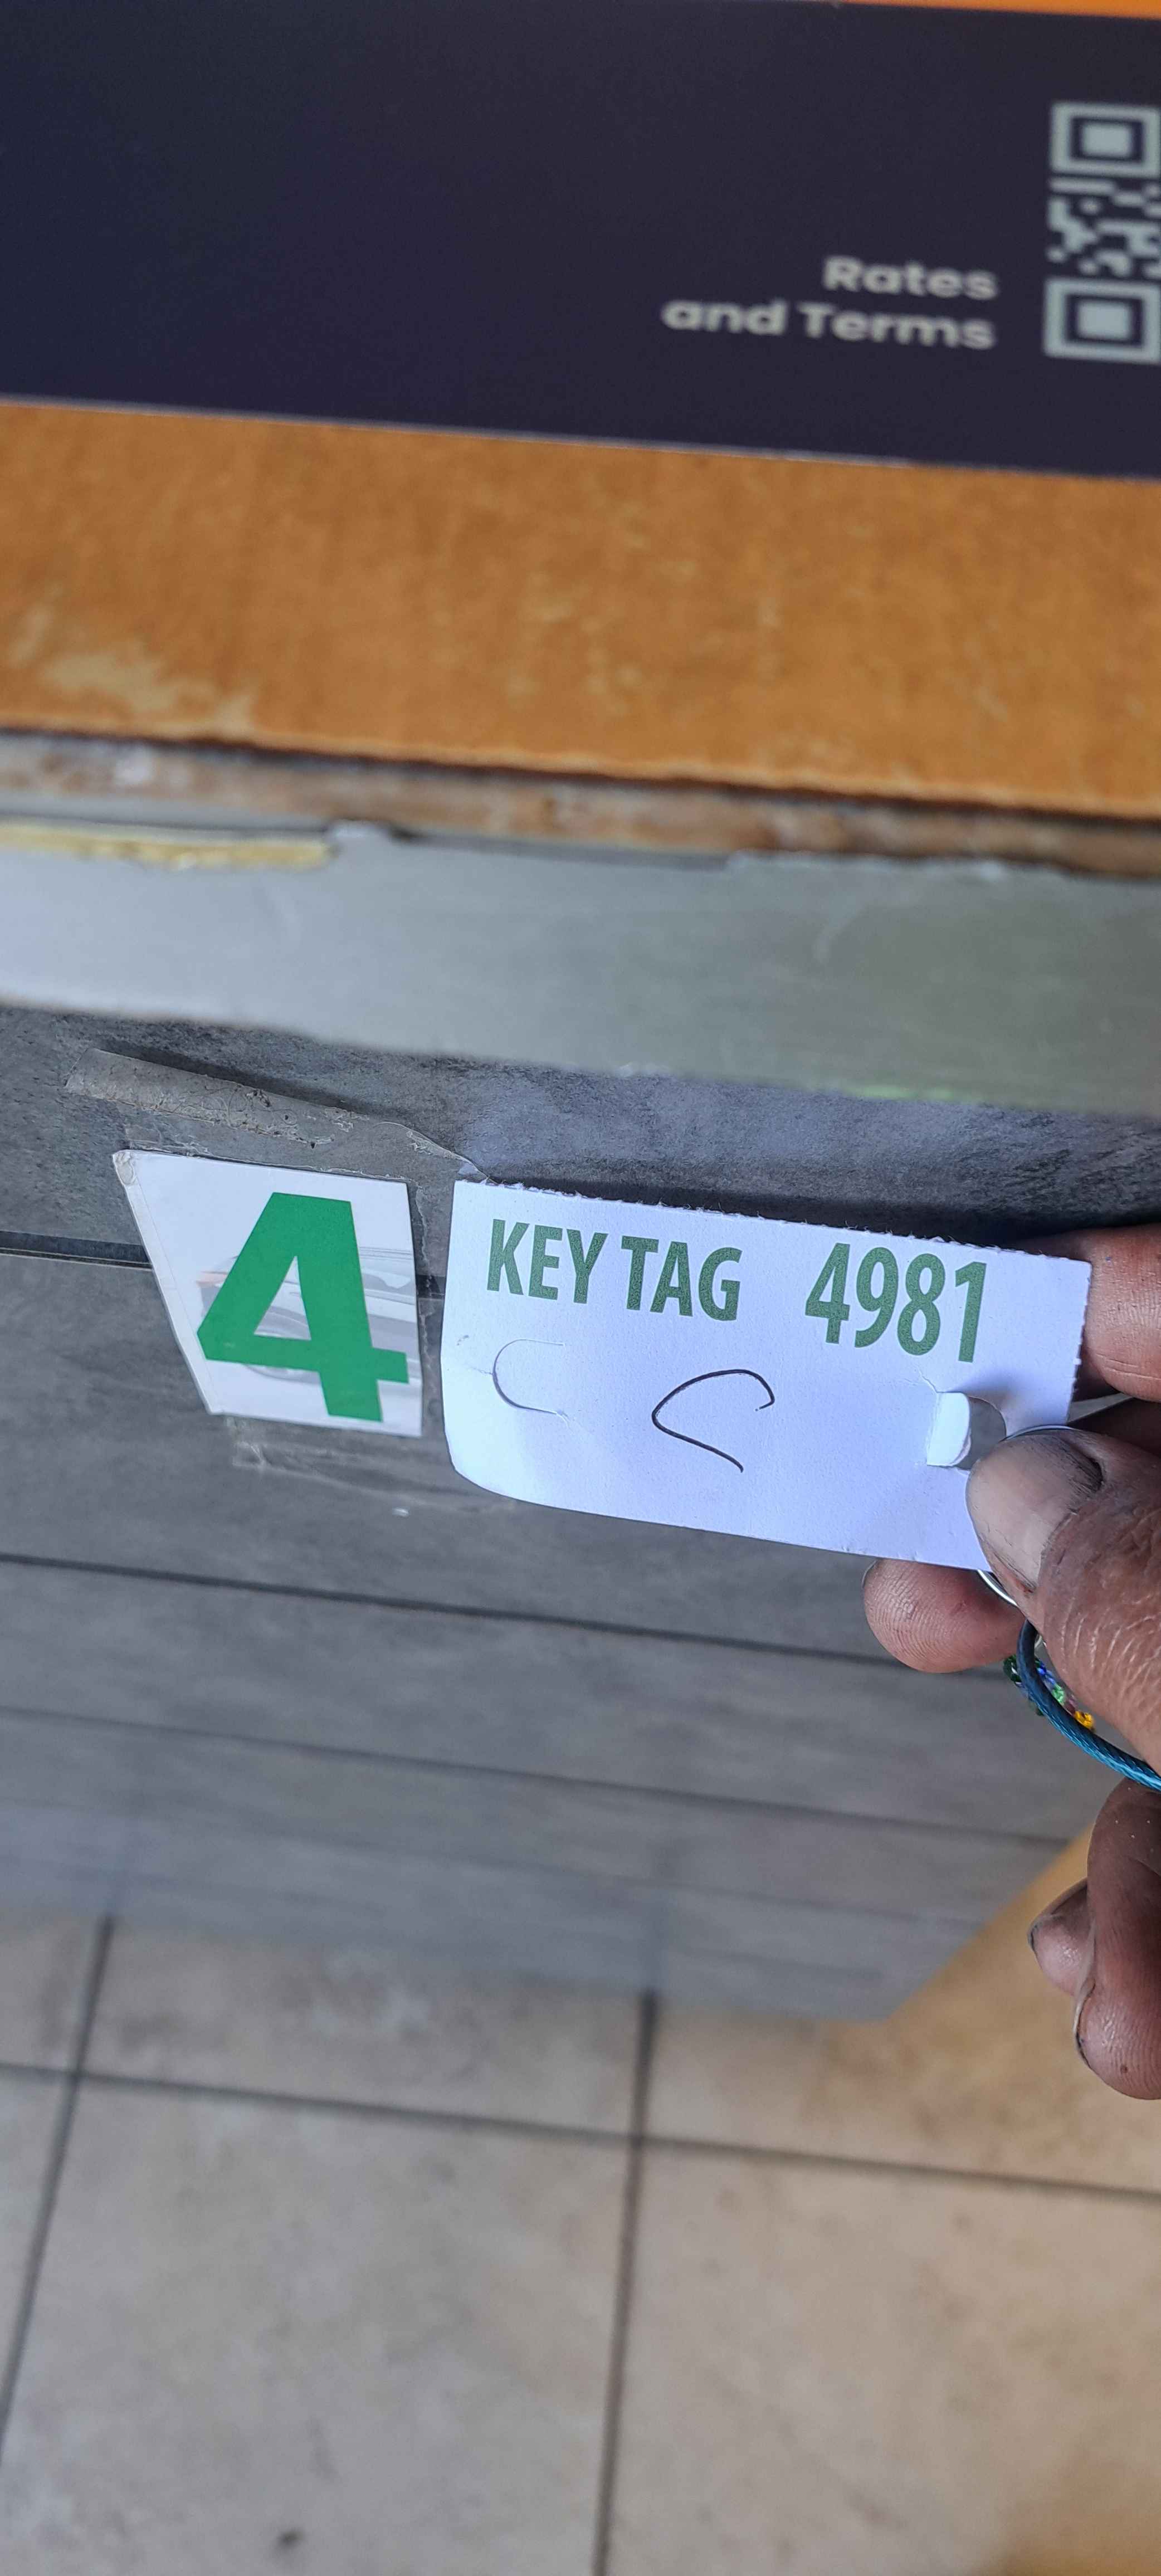 Rates
and Terms
4
KEY TAG 4981
C